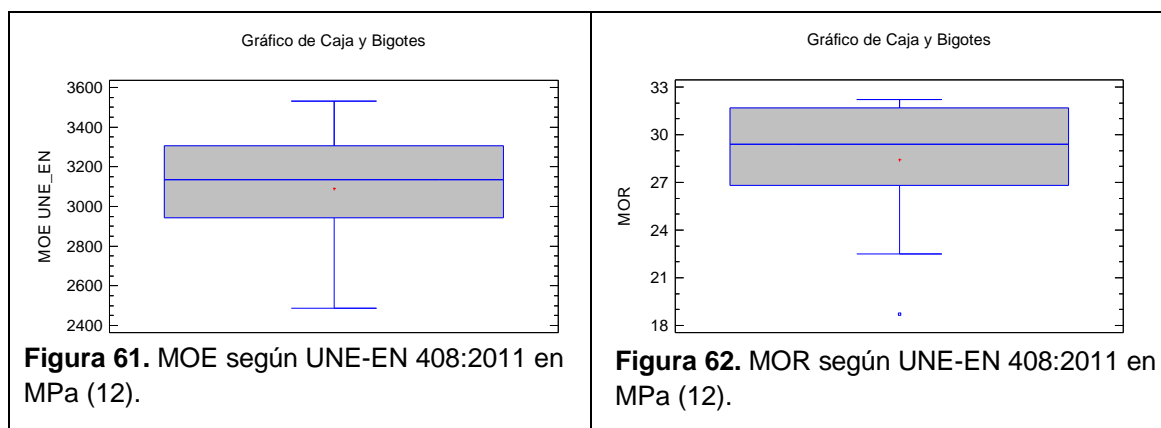 Gráfico de Caja y Bigotes
3600
3400
3200
3000
2800
2600
2400
MOE UNE_EN
Figura 61. MOE según UNE-EN 408:2011 en
MPa (12).
Gráfico de Caja y Bigotes
33
30
27
24
21
18
MOR
Figura 62. MOR según UNE-EN 408:2011 en
MPa (12).